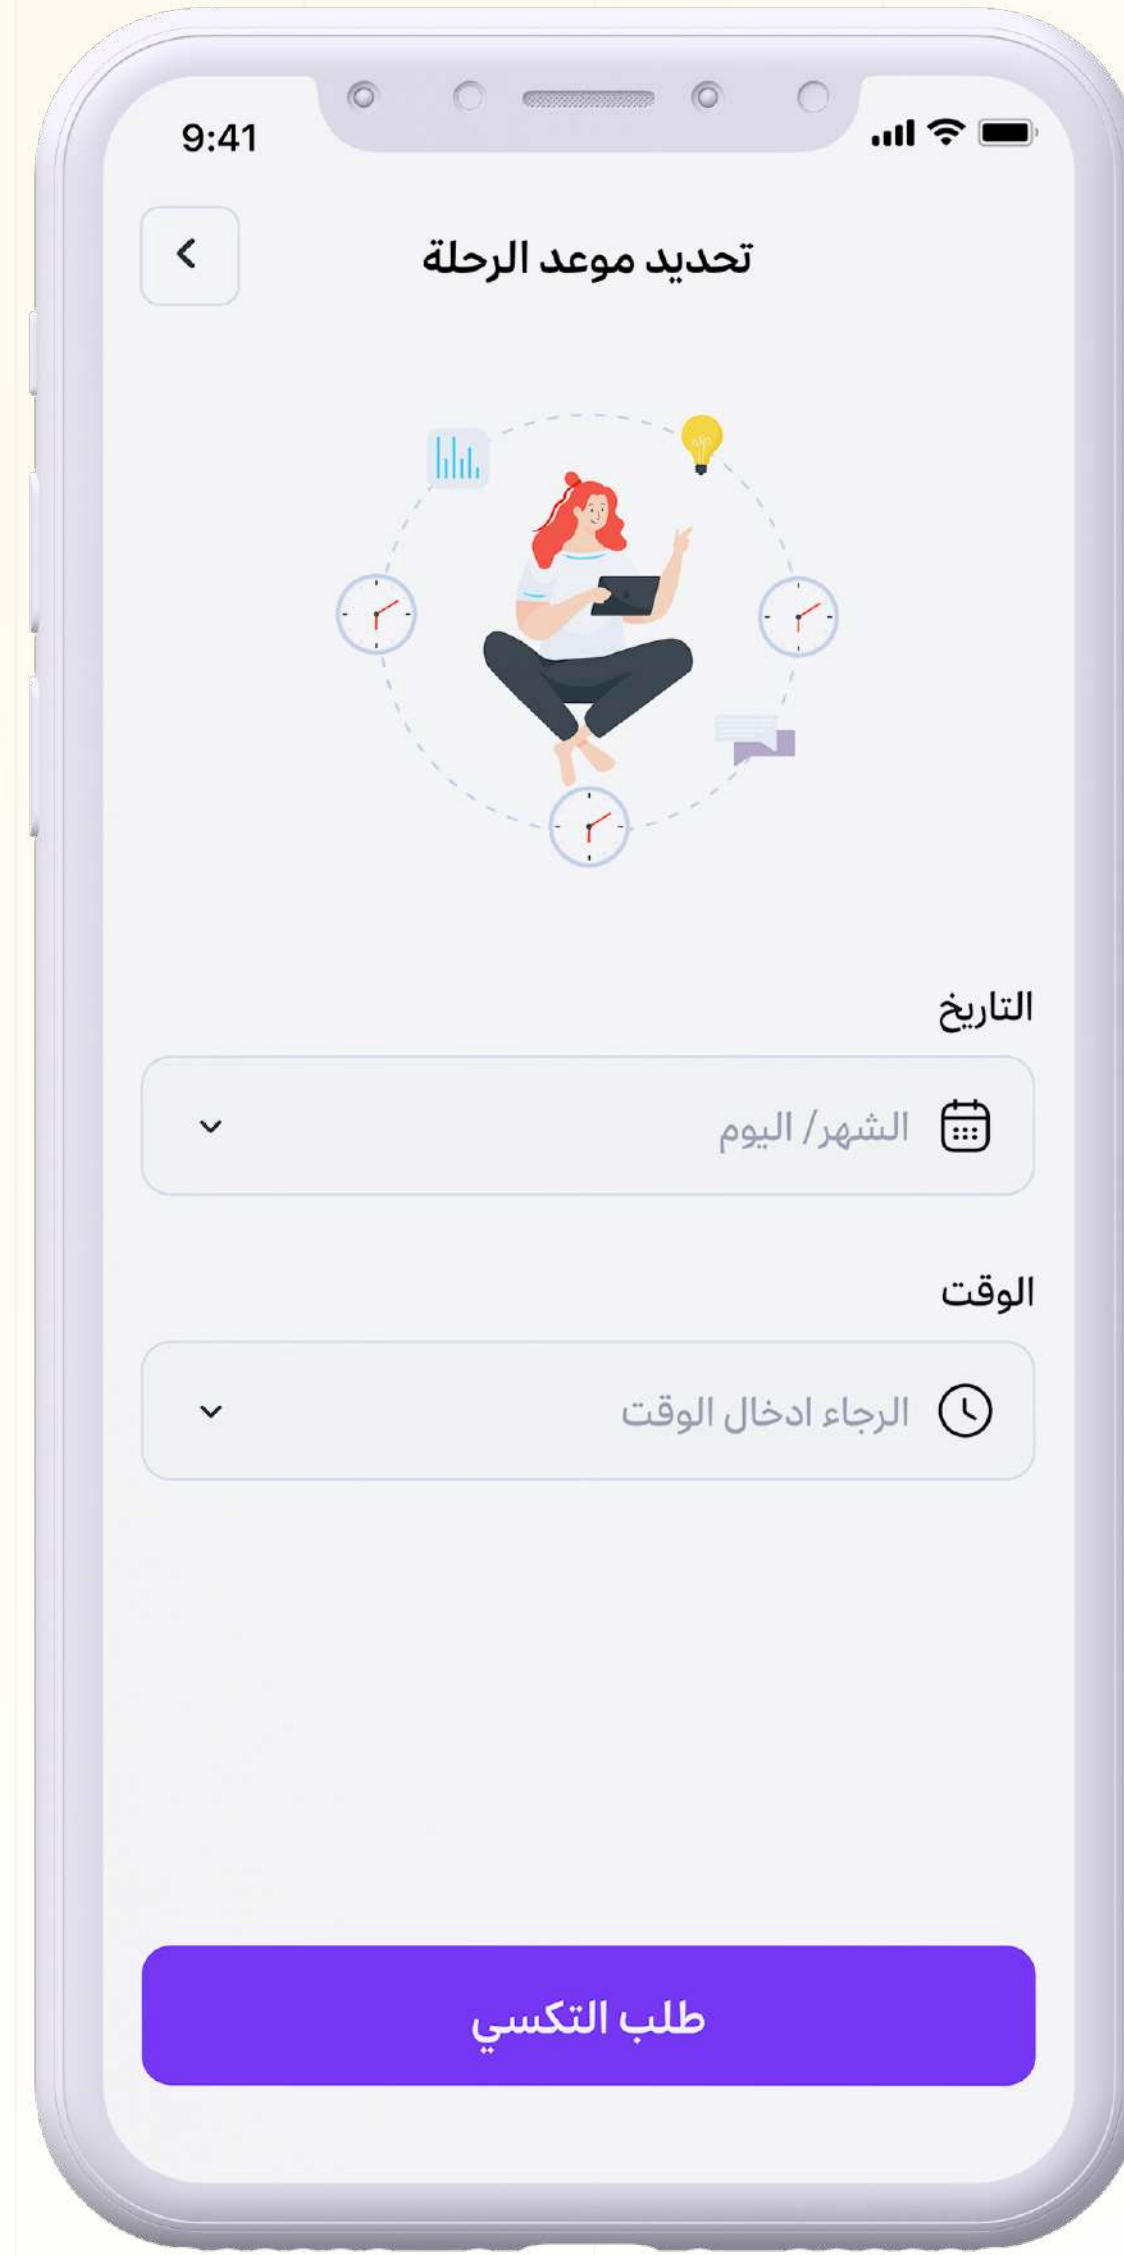 9:41
تحديد موعد الرحلة
التاريخ
الشهر/ اليوم
الوقت
الرجاء ادخال الوقت
طلب التكسي